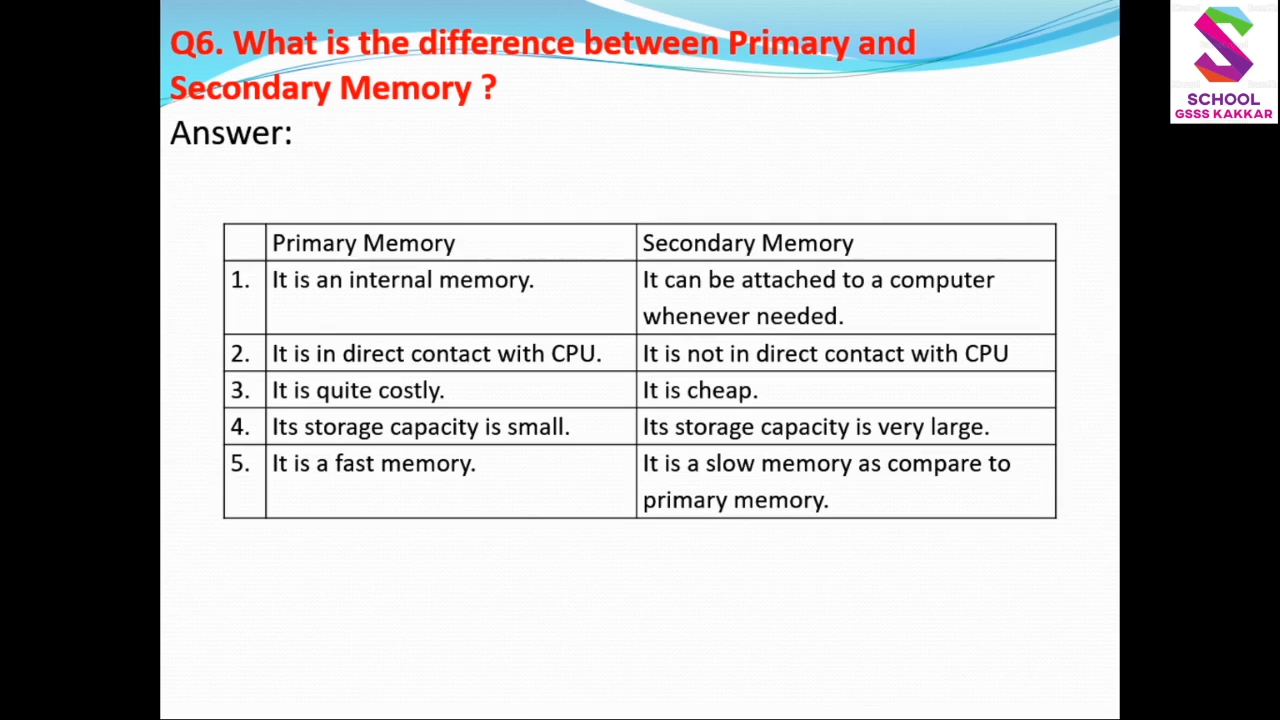 Q6. What is the difference between Primary and
Secondary Memory ?
Answer:
SCHOOL
GSSS KAKKAR
Primary Memory Secondary Memory
1. It is an internal memory. It can be attached to a computer
whenever needed.
2. It is in direct contact with CPU. It is not in direct contact with CPU
3. It is quite costly. It is cheap.
4. Its storage capacity is small. Its storage capacity is very large.
5. It is a fast memory. It is a slow memory as compare to
primary memory.